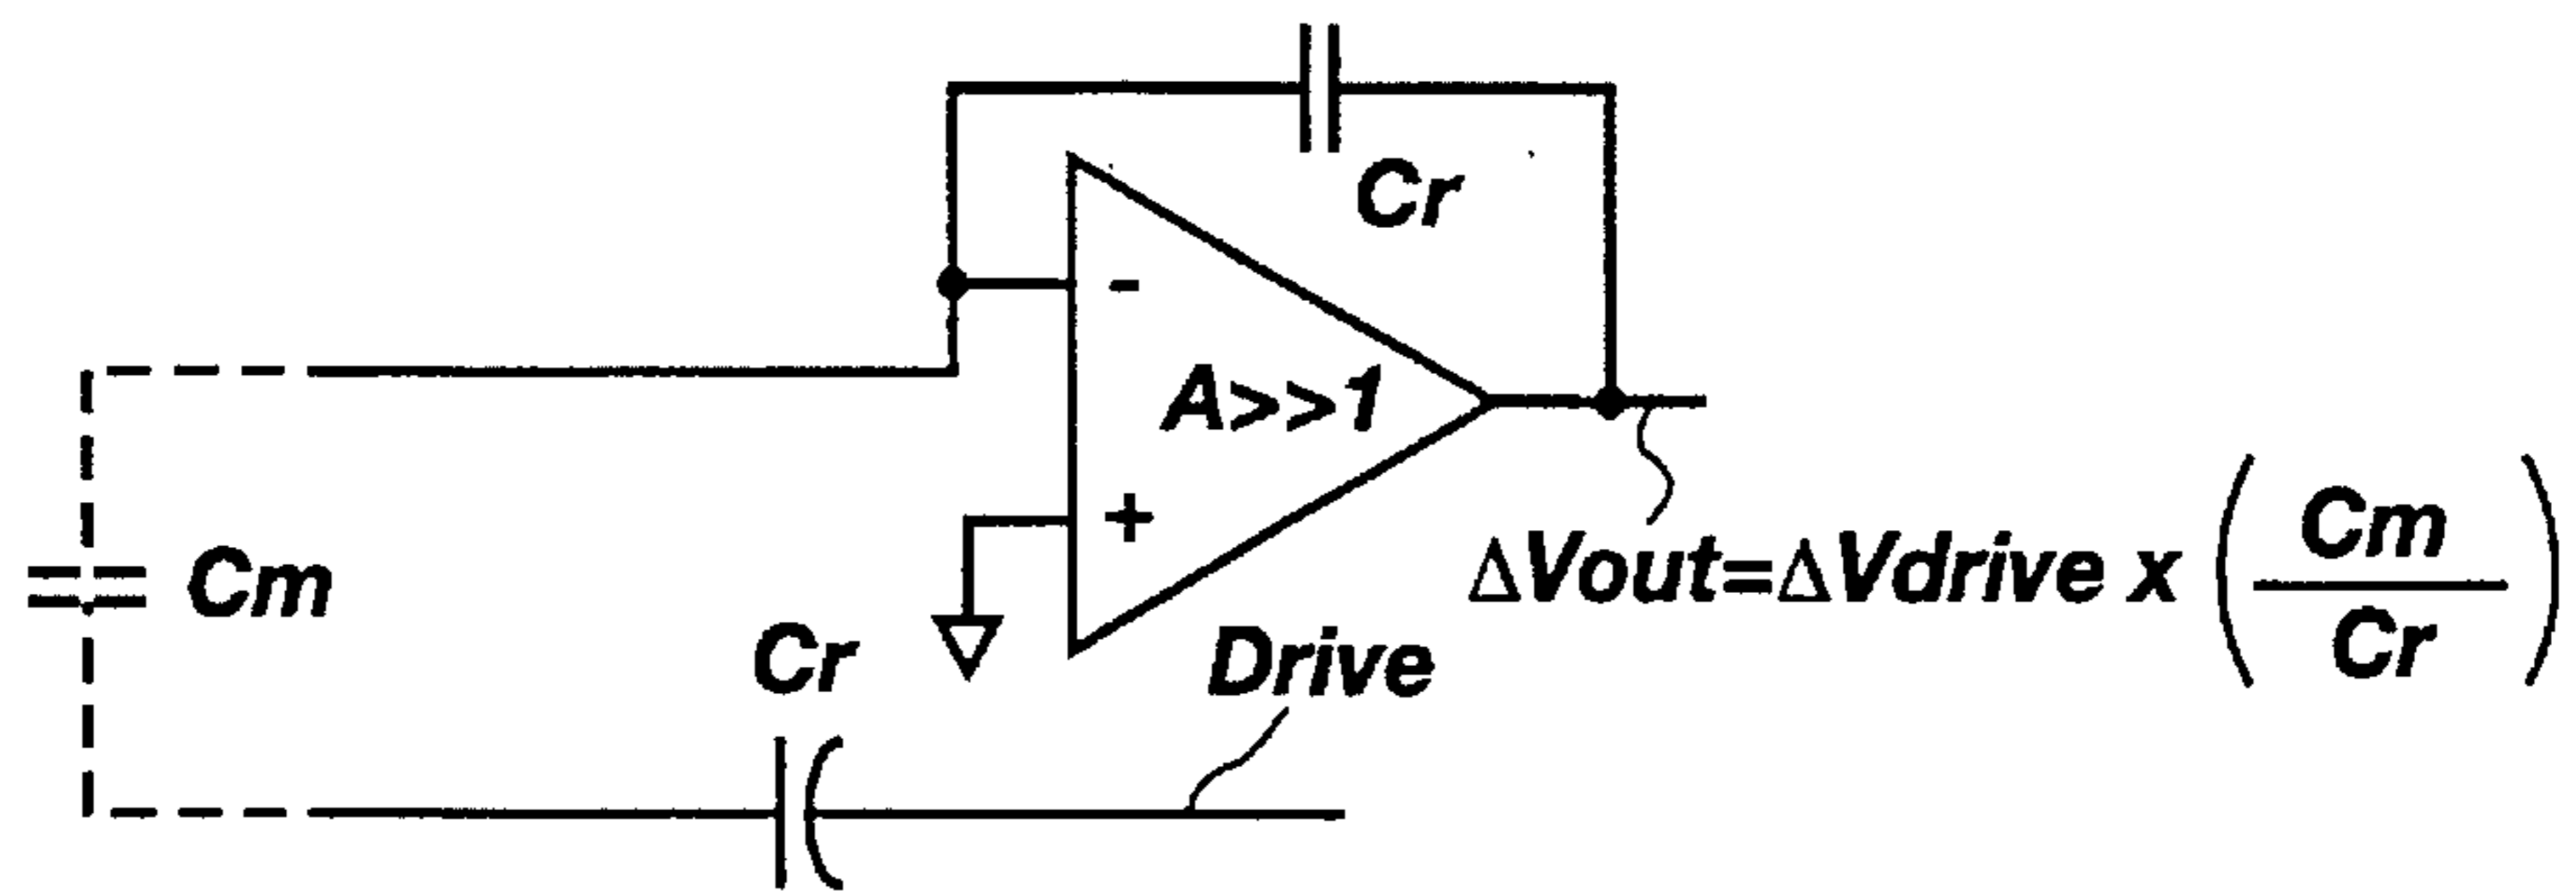 Cr
-
A>>1
+
Cm
ΔVout=ΔVdrive x (Cm/Cr)
Cr
Drive